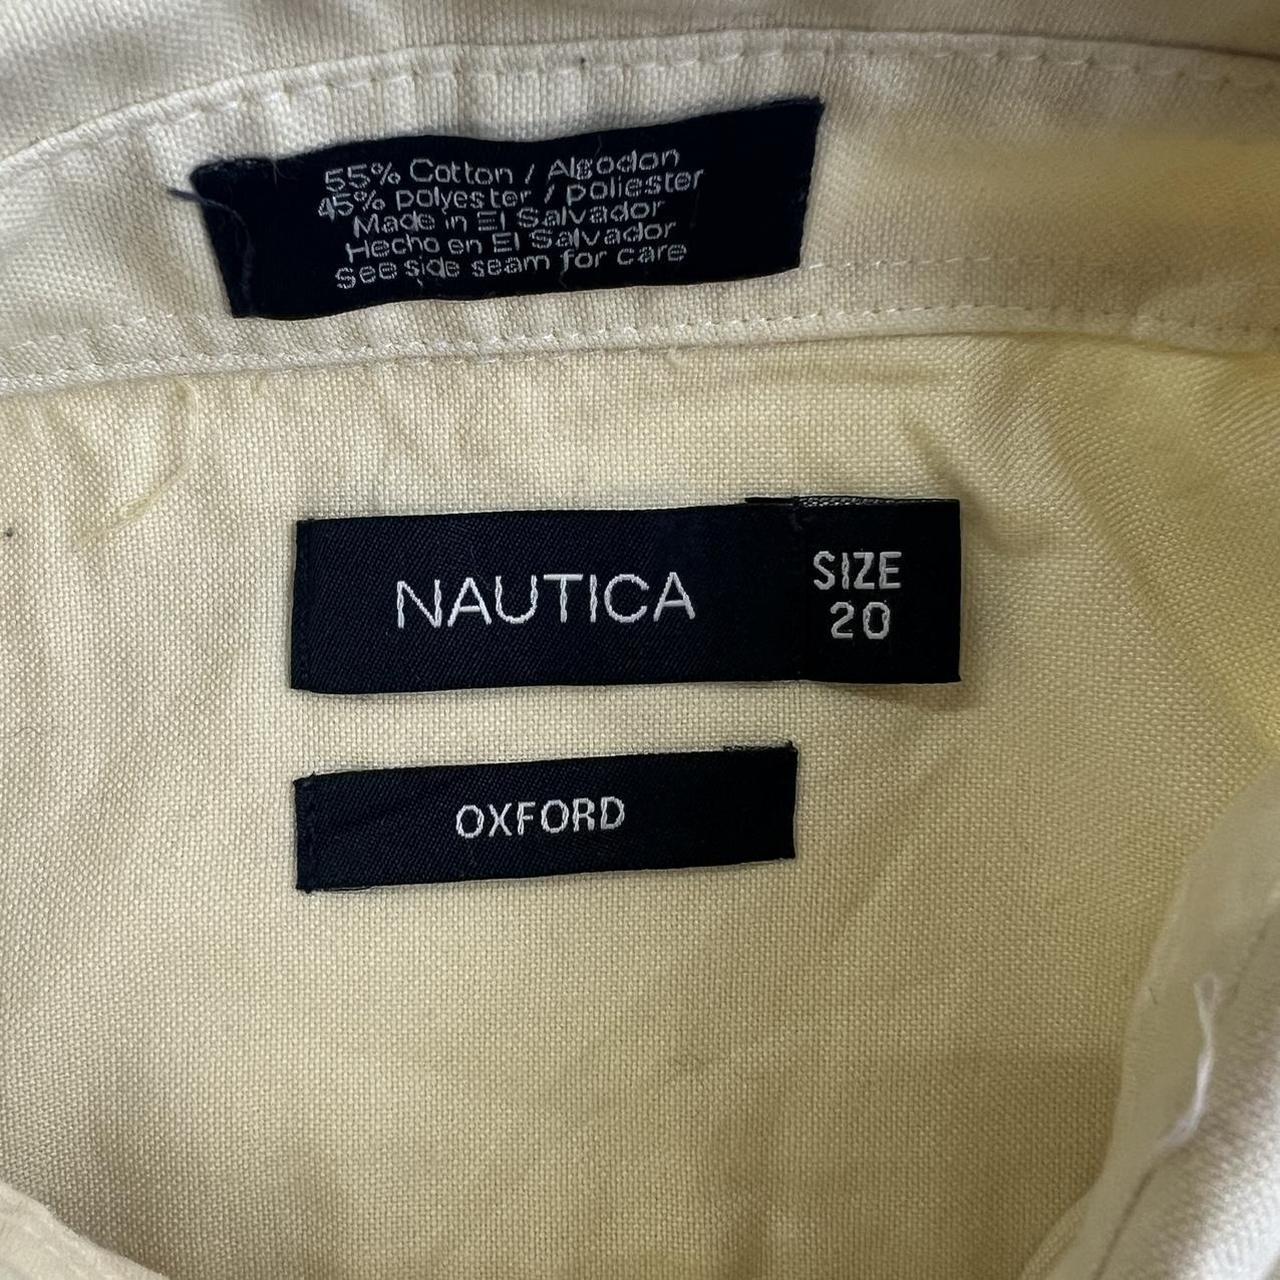 55% Cotton / Algodon
45% polyester / poliester
Made in El Salvador
Hecho en El Salvador
See side seam for care
NAUTICA
SIZE
20
OXFORD